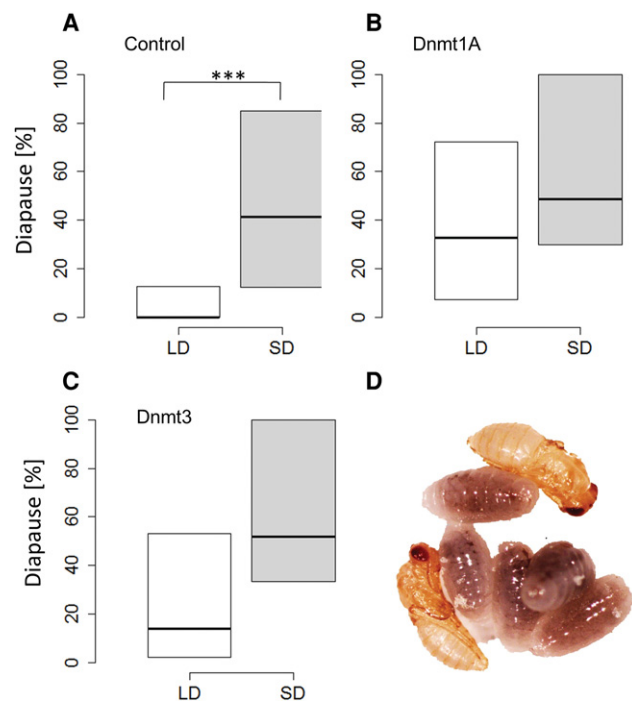 A
Control
***
Diapause [%]
100
80
60
40
20
0
LD
SD
B
Dnmt1A
100
80
60
40
20
0
LD
SD
C
Dnmt3
Diapause [%]
100
80
60
40
20
0
LD
SD
D